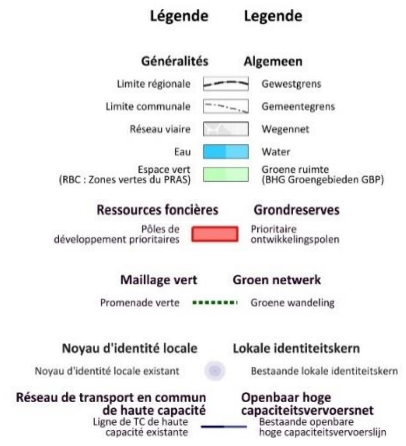 Légende Legende
Généralités Algemeen
Limite régionale Gewestgrens
Limite communale Gemeentegrens
Réseau viaire Wegennet
Eau Water
Espace vert Groene ruimte
(RBC : Zones vertes du PRAS) (BHG Groengebieden GBP)
Ressources foncières Grondreserves
Pôles de Prioritaire
développement prioritaires ontwikkelingspolen
Maillage vert Groen netwerk
Promenade verte Groene wandeling
Noyau d'identité locale Lokale identiteitskern
Noyau d'identité locale existant Bestaande lokale identiteitskern
Réseau de transport en commun Openbaar hoge
de haute capacité capaciteitsvervoersnet
Ligne de TC de haute Bestaande openbare
capacité existante hoge capaciteitsvervoerslijn